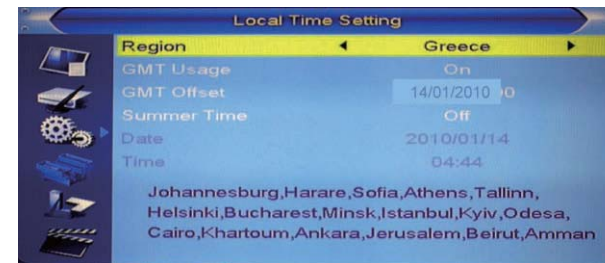 Local Time Setting
Region Greece
GMT Usage On
GMT Offset 14/01/2010 0
Summer Time Off
Date 2010/01/14
Time 04:44
Johannesburg,Harare,Sofia,Athens,Tallinn,
Helsinki,Bucharest,Minsk,Istanbul,Kyiv,Odesa,
Cairo,Khartoum,Ankara,Jerusalem,Beirut,Amman